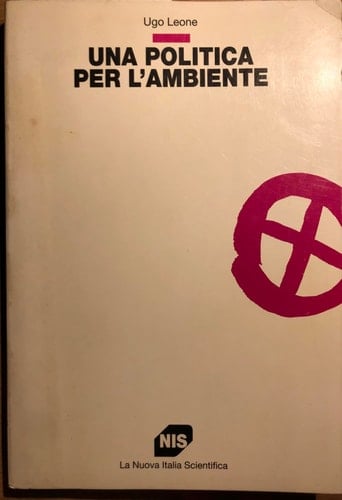 Ugo Leone
UNA POLITICA
PER L'AMBIENTE
NIS
La Nuova Italia Scientifica